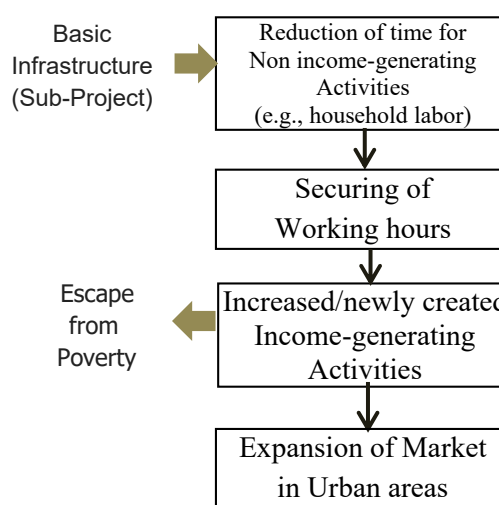 Basic
Infrastructure
(Sub-Project)
Reduction of time for
Non income-generating
Activities
(e.g., household labor)
Securing of
Working hours
Escape
from
Poverty
Increased/newly created
Income-generating
Activities
Expansion of Market
in Urban areas